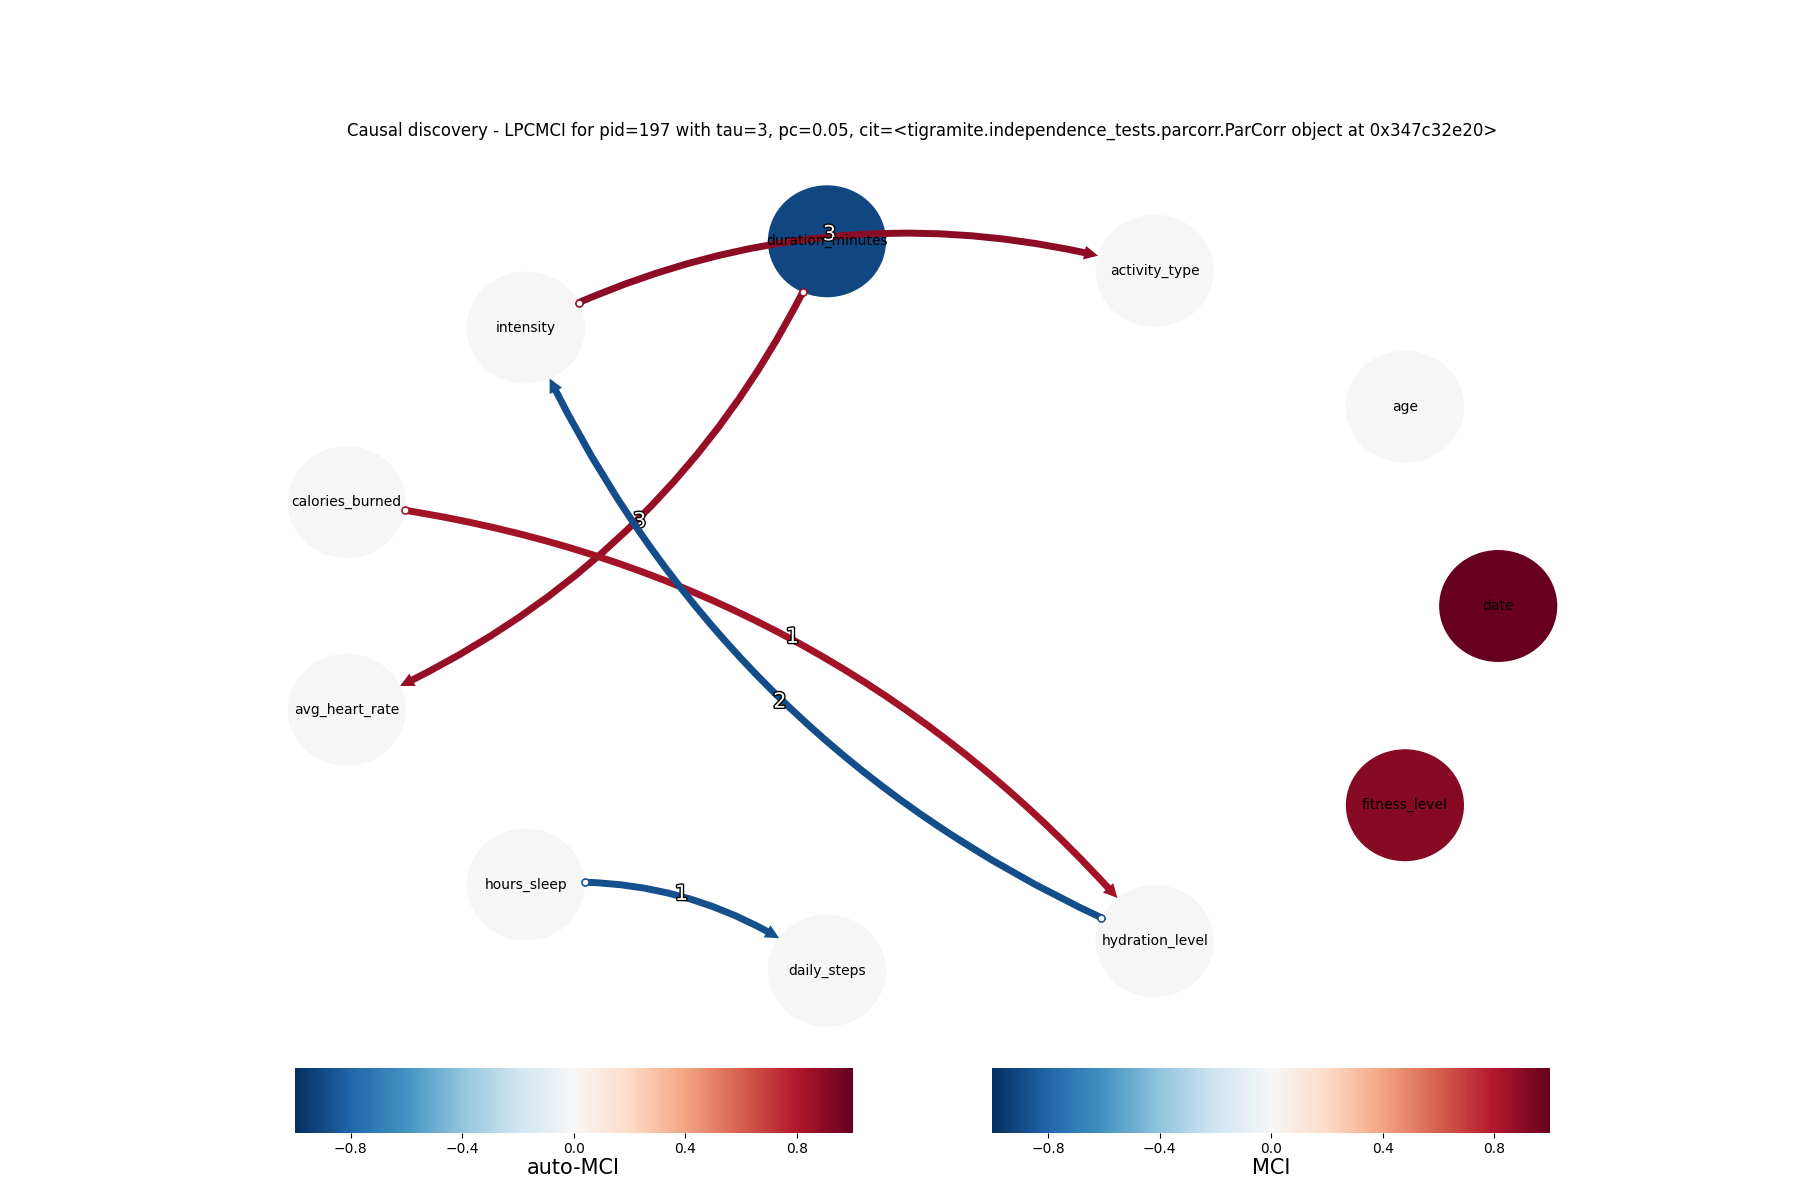 Causal discovery - LPCMCI for pid=197 with tau=3, pc=0.05, cit=<tigramite.independence_tests.parcorr.ParCorr object at 0x347c32e20>
3
duration_minutes
activity_type
intensity
age
calories_burned
3
date
1
2
avg_heart_rate
fitness_level
hours_sleep
1
hydration_level
daily_steps
−0.8 −0.4 0.0 0.4 0.8
auto-MCI
−0.8 −0.4 0.0 0.4 0.8
MCI